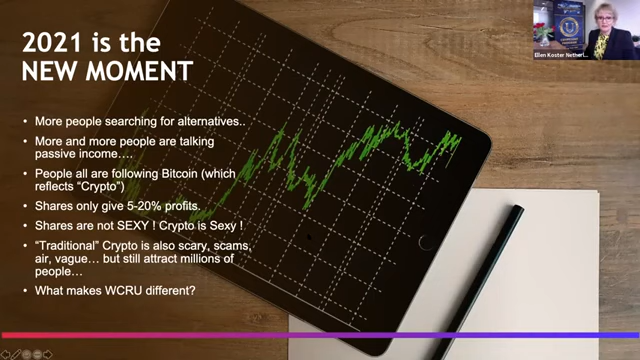 2021 is the
NEW MOMENT
• More people searching for alternatives..
• More and more people are talking
passive income….
• People all are following Bitcoin (which
reflects “Crypto”)
• Shares only give 5-20% profits.
• Shares are not SEXY ! Crypto is Sexy !
• “Traditional” Crypto is also scary, scams,
air, vague… but still attract millions of
people…
• What makes WCRU different?
Ellen Koster Netherl...